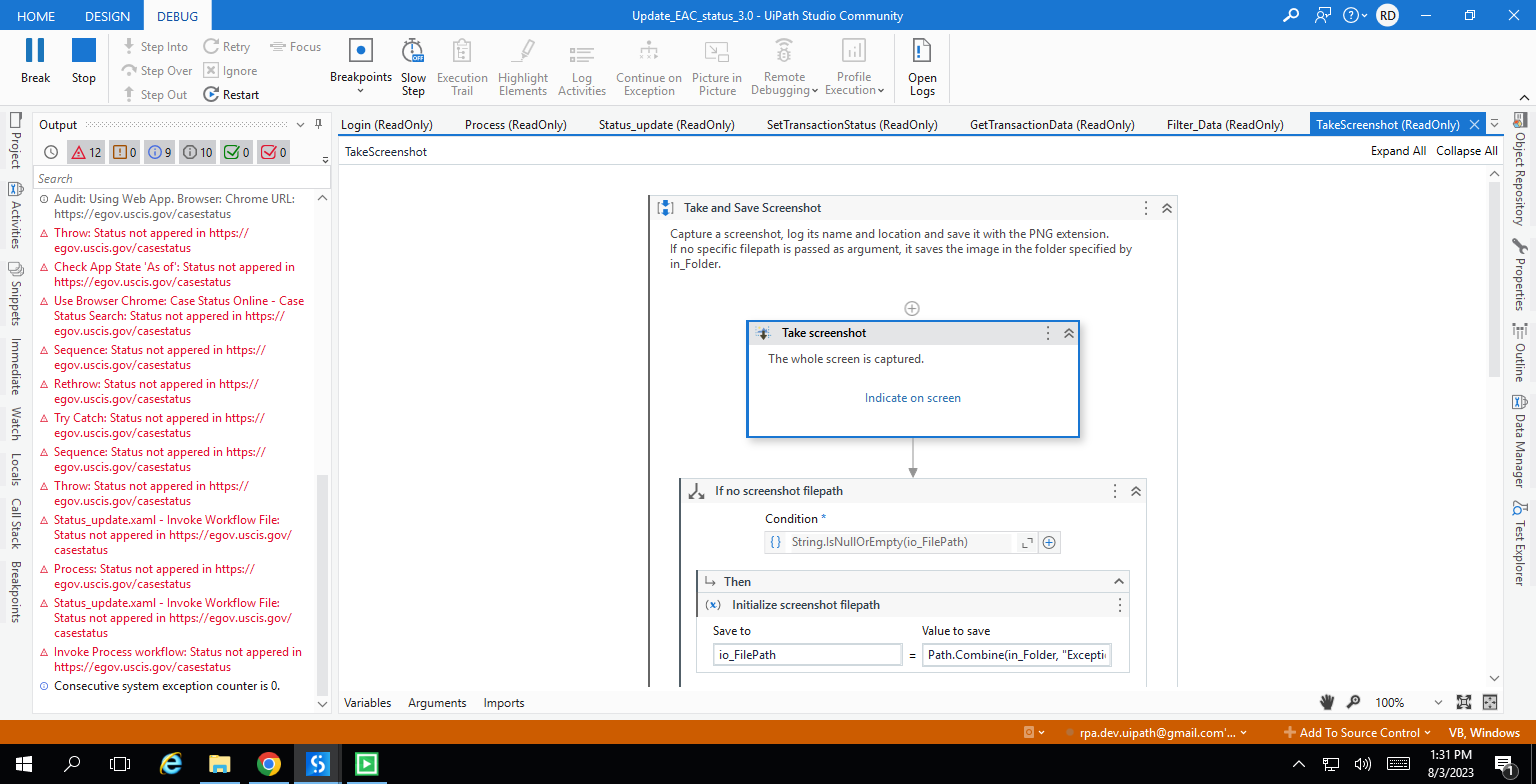 HOME DESIGN DEBUG
Update_EAC_status_3.0 - UiPath Studio Community
RD
Break
Stop
Step Into
Step Over
Step Out
Retry
Ignore
Restart
Focus
Breakpoints
Slow
Step
OFF
Execution
Trail
Highlight
Elements
Log
Activities
Continue on
Exception
Picture in
Picture
Remote
Debugging
Profile
Execution
Open
Logs
Project
Activities
Snippets
Immediate
Watch
Locals
Call Stack
Breakpoints
Output
12 0 9 10 0 0
Search
Audit: Using Web App. Browser: Chrome URL:
https://egov.uscis.gov/casestatus
Throw: Status not appered in https://
egov.uscis.gov/casestatus
Check App State 'As of': Status not appered in
https://egov.uscis.gov/casestatus
Use Browser Chrome: Case Status Online - Case
Status Search: Status not appered in https://
egov.uscis.gov/casestatus
Sequence: Status not appered in https://
egov.uscis.gov/casestatus
Rethrow: Status not appered in https://
egov.uscis.gov/casestatus
Try Catch: Status not appered in https://
egov.uscis.gov/casestatus
Sequence: Status not appered in https://
egov.uscis.gov/casestatus
Throw: Status not appered in https://
egov.uscis.gov/casestatus
Status_update.xaml - Invoke Workflow File:
Status not appered in https://egov.uscis.gov/
casestatus
Process: Status not appered in https://
egov.uscis.gov/casestatus
Status_update.xaml - Invoke Workflow File:
Status not appered in https://egov.uscis.gov/
casestatus
Invoke Process workflow: Status not appered in
https://egov.uscis.gov/casestatus
Consecutive system exception counter is 0.
Login (ReadOnly) Process (ReadOnly) Status_update (ReadOnly) SetTransactionStatus (ReadOnly) GetTransactionData (ReadOnly) Filter_Data (ReadOnly) TakeScreenshot (ReadOnly)
TakeScreenshot
Expand All Collapse All
Take and Save Screenshot
Capture a screenshot, log its name and location and save it with the PNG extension.
If no specific filepath is passed as argument, it saves the image in the folder specified by
in_Folder.
Take screenshot
The whole screen is captured.
Indicate on screen
If no screenshot filepath
Condition *
String.IsNullOrEmpty(io_FilePath)
Then
(x) Initialize screenshot filepath
Save to Value to save
io_FilePath = Path.Combine(in_Folder, "Excepti
Variables Arguments Imports
100%
Object Repository
Properties
Outline
Data Manager
Test Explorer
rpa.dev.uipath@gmail.com'...
Add To Source Control
VB, Windows
1:31 PM
8/3/2023
1